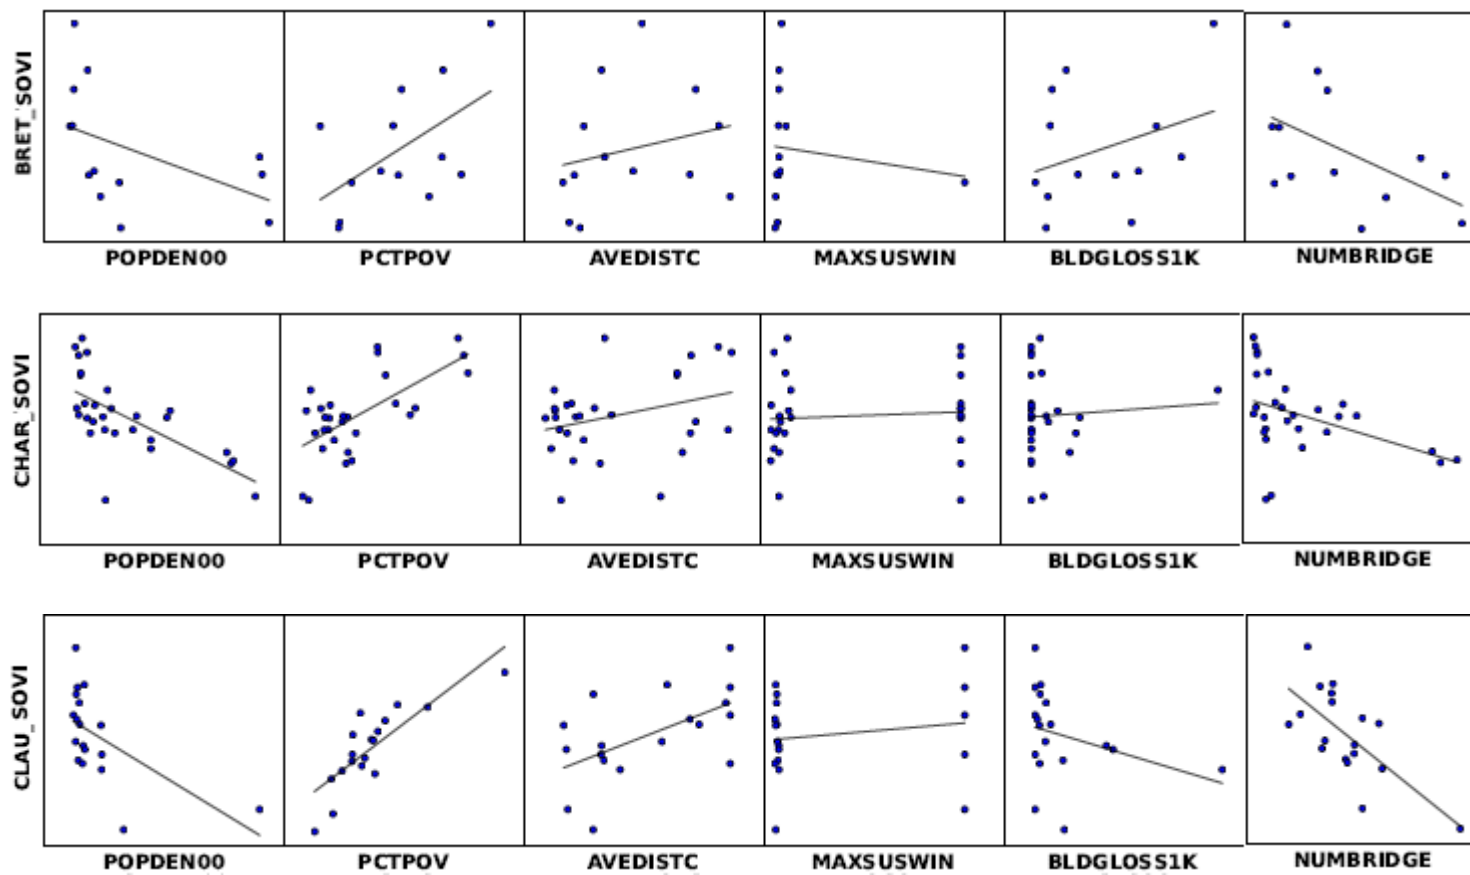 BRET_SOVI
POPDEN00 PCTPOV AVEDISTC MAXSUSWIN BLDGLOSS1K NUMBRIDGE
CHAR_SOVI
POPDEN00 PCTPOV AVEDISTC MAXSUSWIN BLDGLOSS1K NUMBRIDGE
CLAU_SOVI
POPDEN00 PCTPOV AVEDISTC MAXSUSWIN BLDGLOSS1K NUMBRIDGE